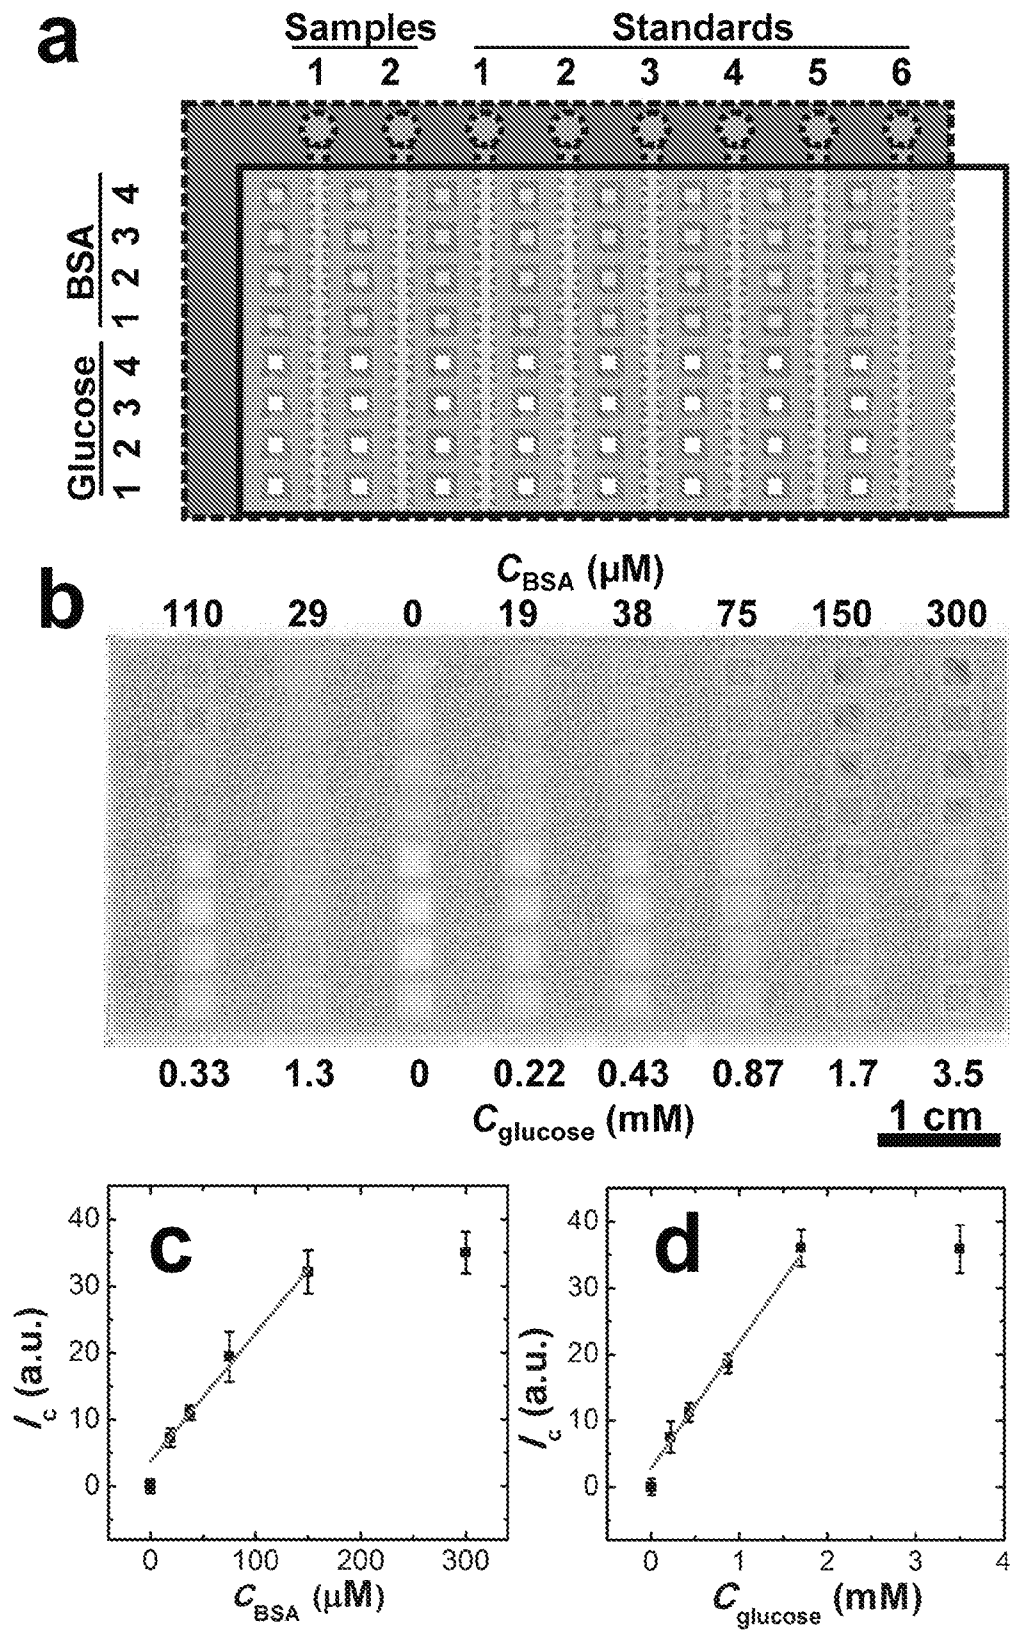 a
Samples Standards
1 2 1 2 3 4 5 6
BSA
1 2 3 4
Glucose
1 2 3 4
b
C_BSA (µM)
110 29 0 19 38 75 150 300
0.33 1.3 0 0.22 0.43 0.87 1.7 3.5
C_glucose (mM)
1 cm
c
I_c (a.u.)
40
30
20
10
0
0 100 200 300
C_BSA (µM)
d
I_c (a.u.)
40
30
20
10
0
0 1 2 3 4
C_glucose (mM)